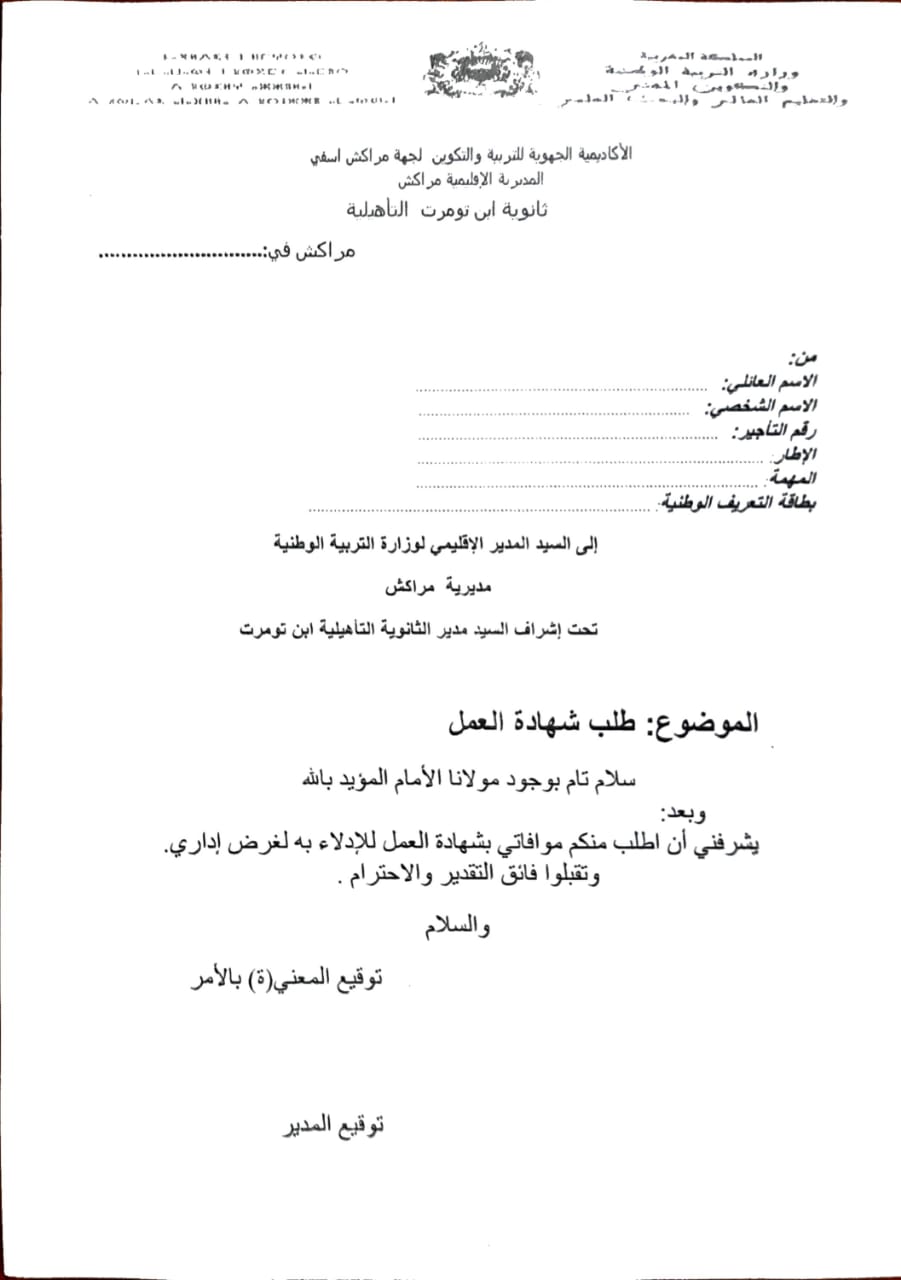 المملكة المغربية
وزارة التربية الوطنية
والتكوين المهني
والتعليم العالي والبحث العلمي
الأكاديمية الجهوية للتربية والتكوين لجهة مراكش اسفي
المديرية الإقليمية مراكش
ثانوية ابن تومرت التأهيلية
مراكش في:.............................
من:
الاسم العائلي: ........................................
الاسم الشخصي: ........................................
رقم التأجير: ........................................
الإطار: ........................................
المهمة: ........................................
بطاقة التعريف الوطنية: ........................................
إلى السيد المدير الإقليمي لوزارة التربية الوطنية
مديرية مراكش
تحت إشراف السيد مدير الثانوية التأهيلية ابن تومرت
الموضوع: طلب شهادة العمل
سلام تام بوجود مولانا الأمام المؤيد بالله
وبعد:
يشرفني أن اطلب منكم موافاتي بشهادة العمل للإدلاء به لغرض إداري.
وتقبلوا فائق التقدير والاحترام .
والسلام
توقيع المعني(ة) بالأمر
توقيع المدير